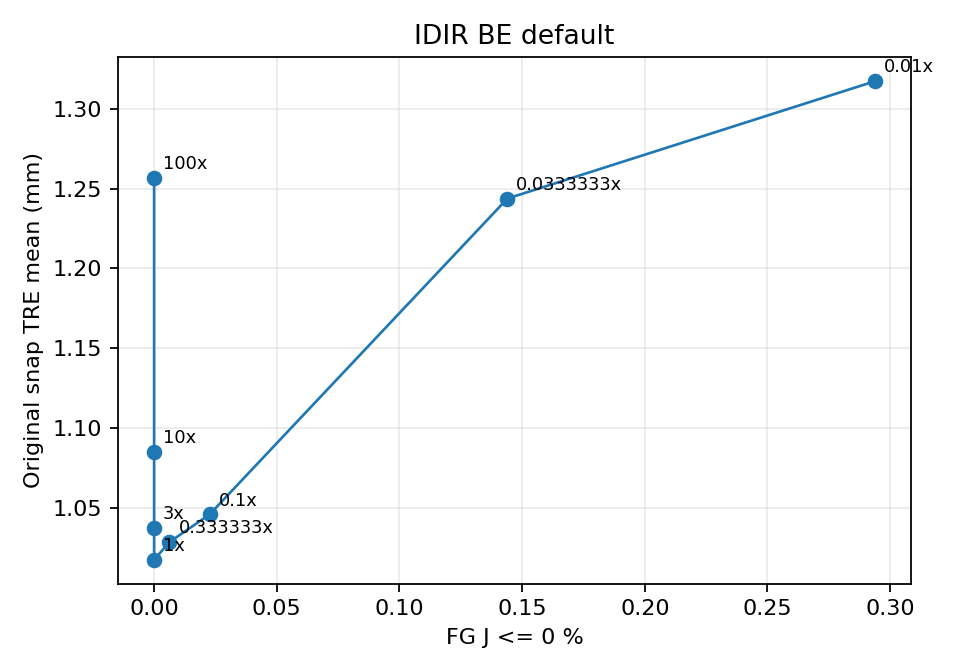 IDIR BE default
Original snap TRE mean (mm)
1.30
1.25
1.20
1.15
1.10
1.05
0.01x
100x
0.0333333x
10x
0.1x
3x
0.333333x
1x
0.00 0.05 0.10 0.15 0.20 0.25 0.30
FG J <= 0 %